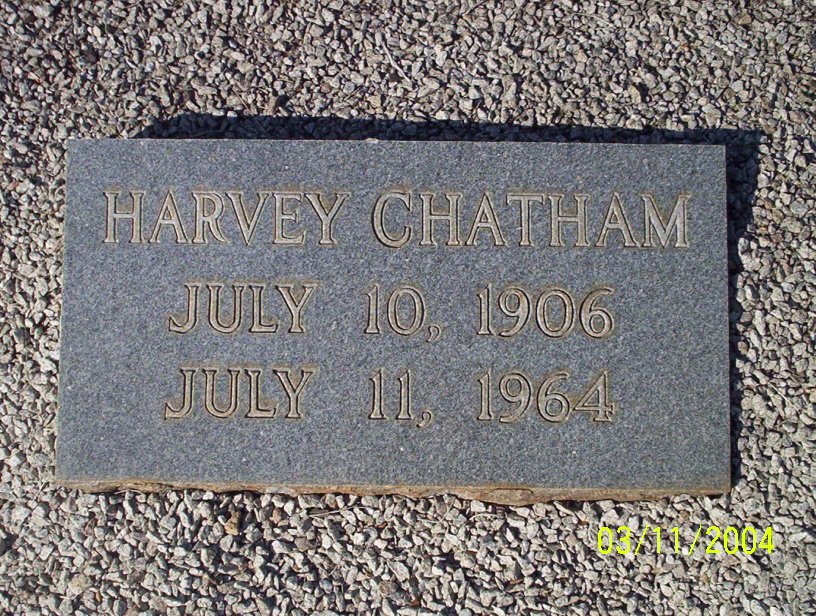 HARVEY CHATHAM
JULY 10, 1906
JULY 11, 1964
03/11/2004